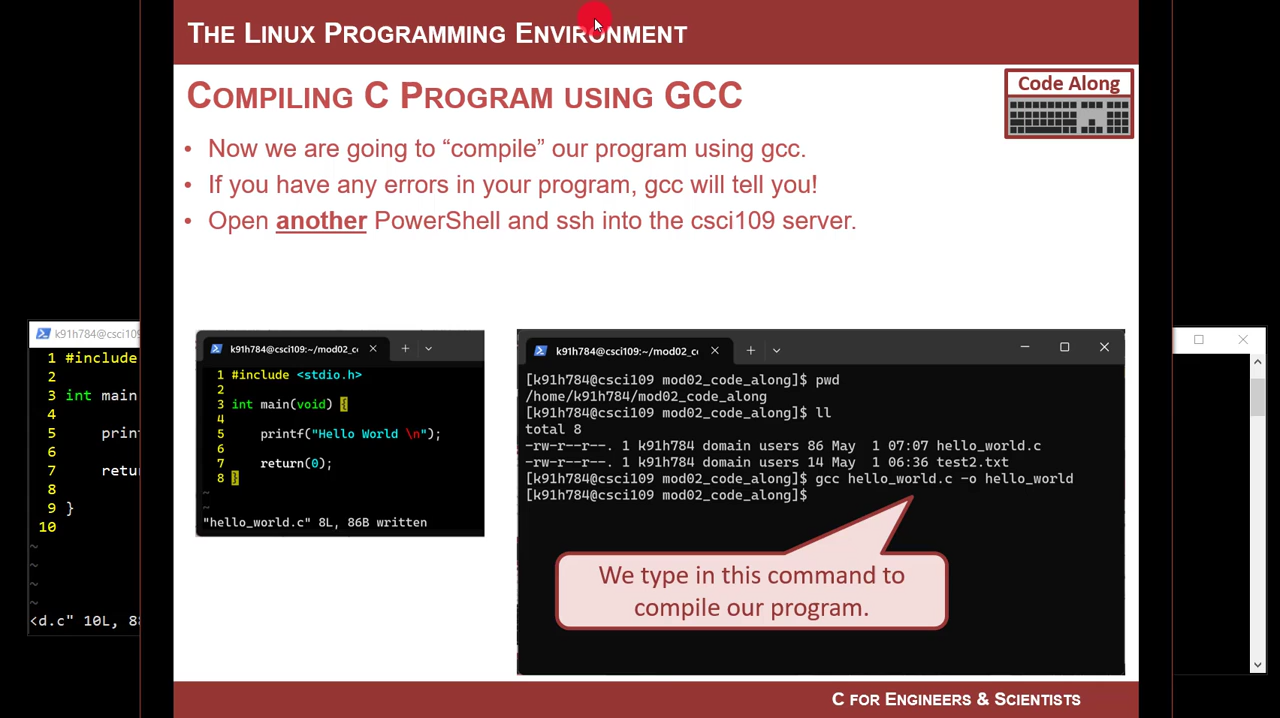 THE LINUX PROGRAMMING ENVIRONMENT
COMPILING C PROGRAM USING GCC
Code Along
• Now we are going to “compile” our program using gcc.
• If you have any errors in your program, gcc will tell you!
• Open another PowerShell and ssh into the csci109 server.
k91h784@csci109
1 #include
2
3 int main
4
5 print
6
7 retu
8
9 }
10
~
~
~
~
<d.c" 10L, 88
k91h784@csci109:~/mod02_cc
1 #include <stdio.h>
2
3 int main(void) {
4
5 printf("Hello World \n");
6
7 return(0);
8 }
~
~
"hello_world.c" 8L, 86B written
k91h784@csci109:~/mod02_cc
[k91h784@csci109 mod02_code_along]$ pwd
/home/k91h784/mod02_code_along
[k91h784@csci109 mod02_code_along]$ ll
total 8
-rw-r--r--. 1 k91h784 domain users 86 May 1 07:07 hello_world.c
-rw-r--r--. 1 k91h784 domain users 14 May 1 06:36 test2.txt
[k91h784@csci109 mod02_code_along]$ gcc hello_world.c -o hello_world
[k91h784@csci109 mod02_code_along]$
We type in this command to
compile our program.
C FOR ENGINEERS & SCIENTISTS